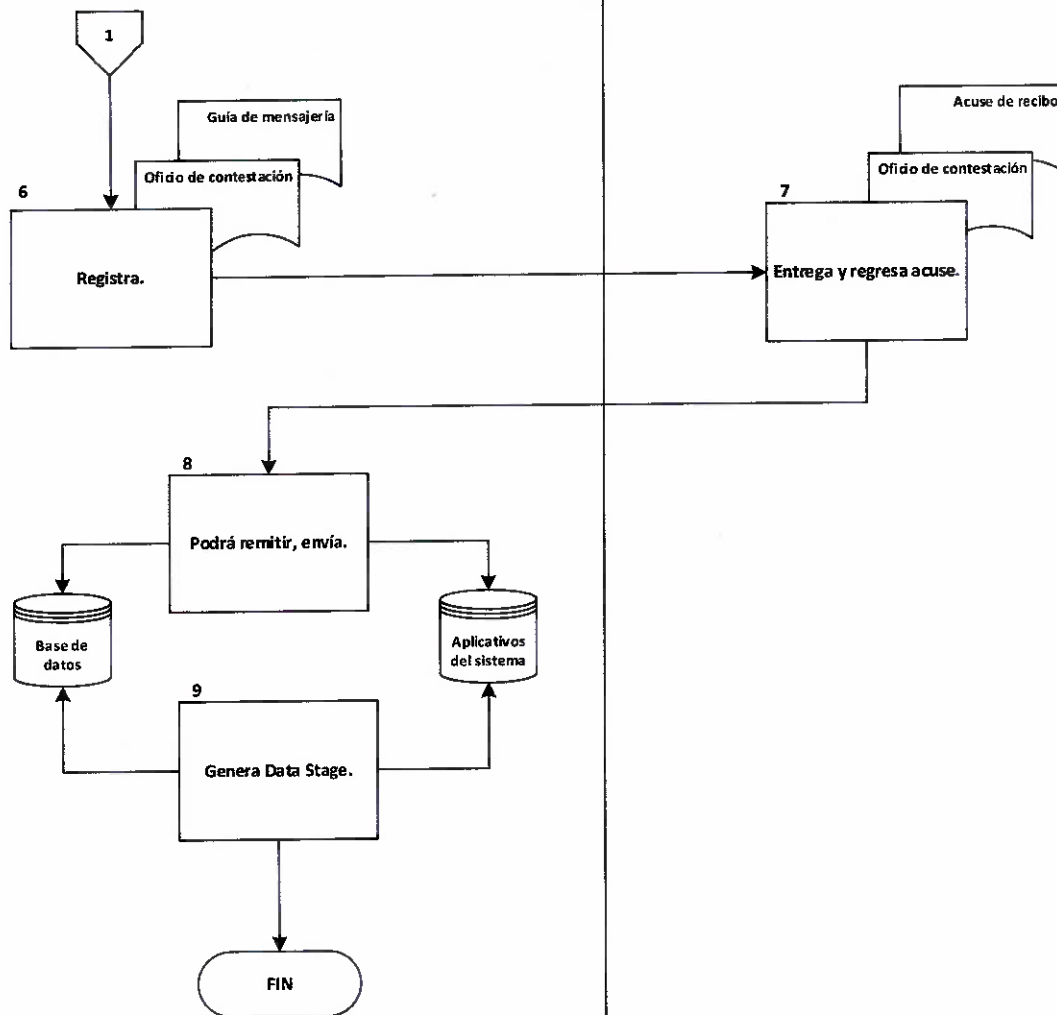 1
Guía de mensajería
Oficio de contestación
6
Registra.
Acuse de recibo
Oficio de contestación
7
Entrega y regresa acuse.
8
Podrá remitir, envía.
Base de
datos
Aplicativos
del sistema
9
Genera Data Stage.
FIN